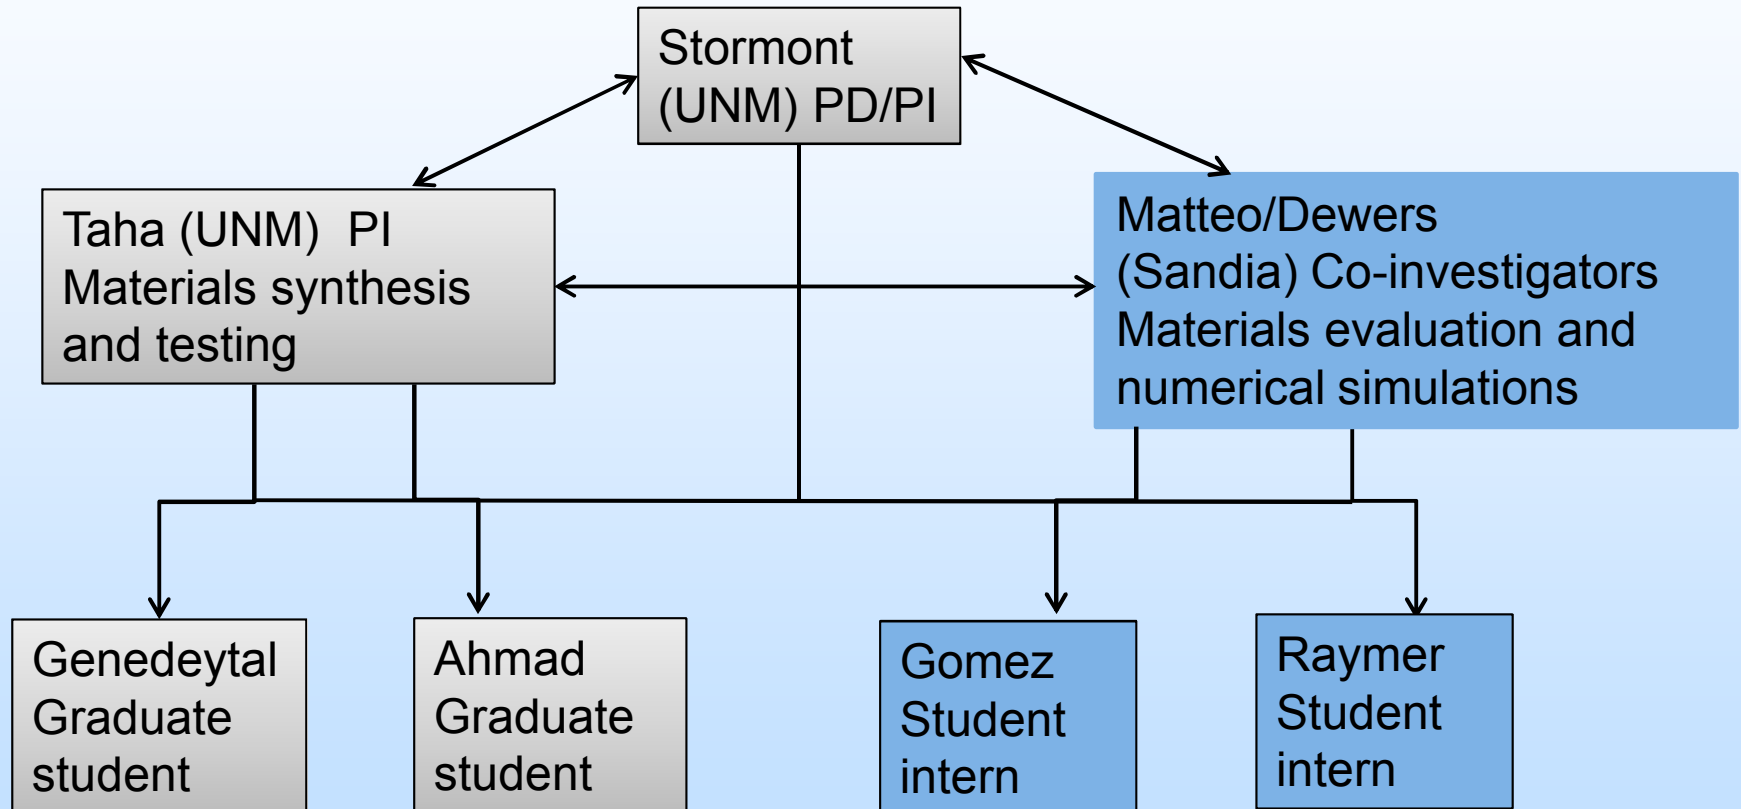 Stormont
(UNM) PD/PI
Taha (UNM) PI
Materials synthesis
and testing
Matteo/Dewers
(Sandia) Co-investigators
Materials evaluation and
numerical simulations
Genedeytal
Graduate
student
Ahmad
Graduate
student
Gomez
Student
intern
Raymer
Student
intern